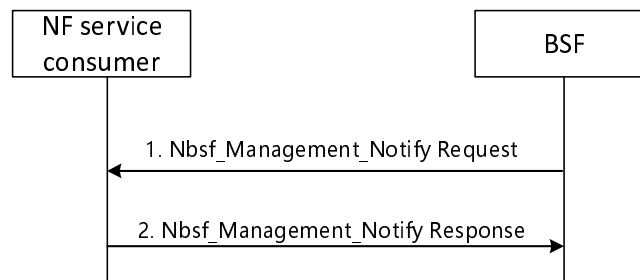 NF service
consumer
BSF
1. Nbsf_Management_Notify Request
2. Nbsf_Management_Notify Response